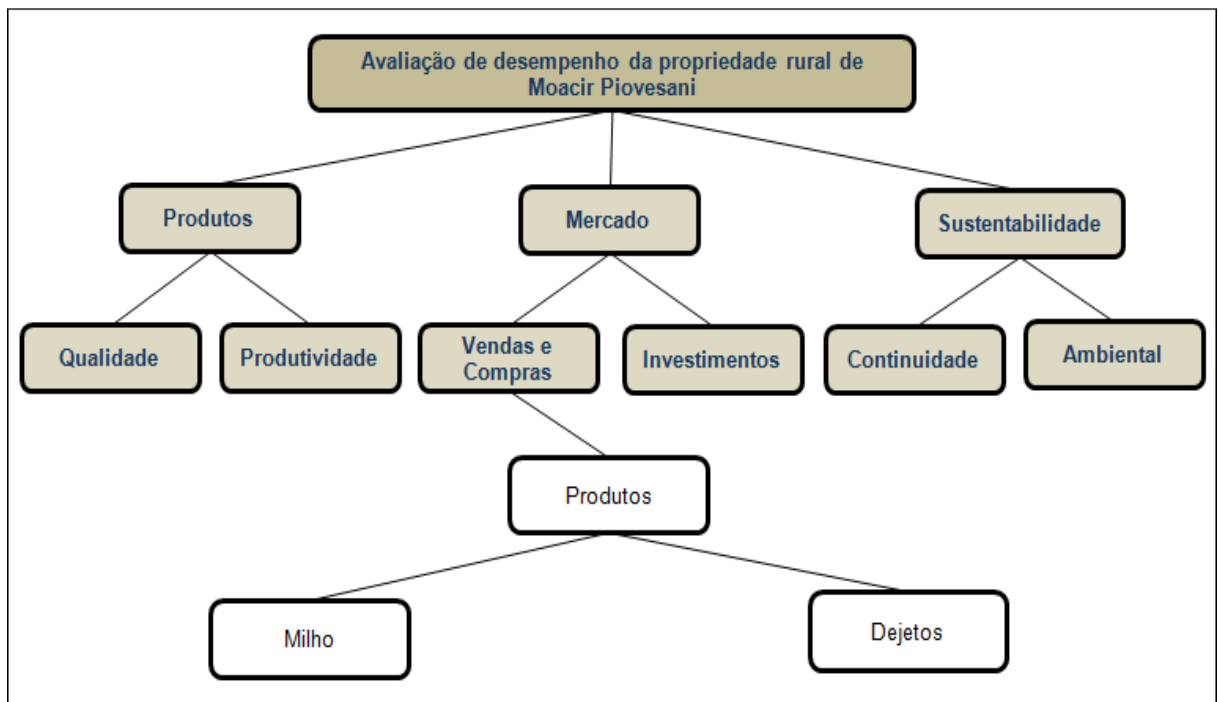 Avaliação de desempenho da propriedade rural de
Moacir Piovesani
Produtos
Mercado
Sustentabilidade
Qualidade
Produtividade
Vendas e
Compras
Investimentos
Continuidade
Ambiental
Produtos
Milho
Dejetos